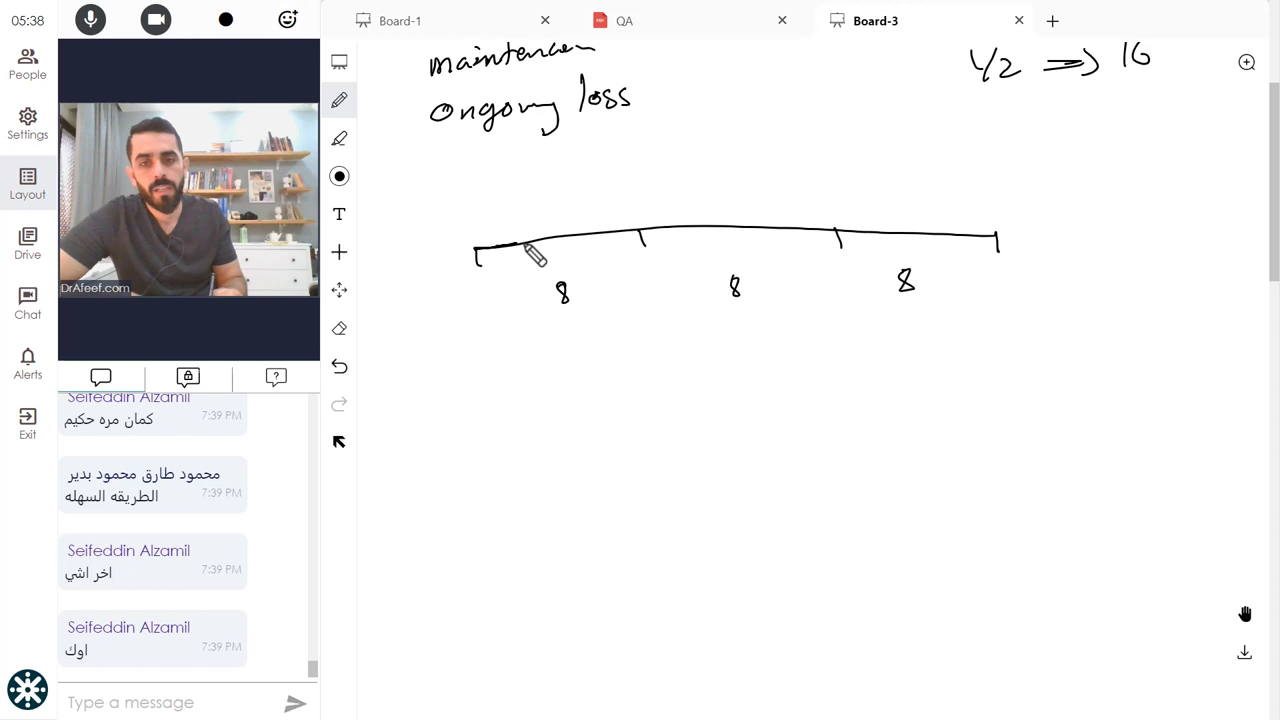 05:38
Board-1
QA
Board-3
People
Settings
Layout
Drive
Chat
Alerts
Exit
DrAfeef.com
ongoing loss
1/2 ⇒ 16
8 8 8
T
Seifeddin Alzamil
كمان مره حكيم
7:39 PM
محمود طارق محمود بدير
الطريقه السهله
7:39 PM
Seifeddin Alzamil
اخر اشي
7:39 PM
Seifeddin Alzamil
اوك
7:39 PM
Type a message